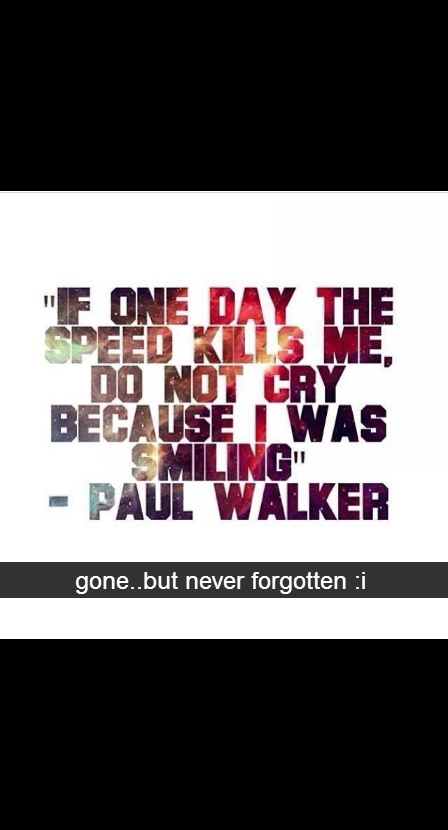 "IF ONE DAY THE
SPEED KILLS ME,
DO NOT CRY
BECAUSE I WAS
SMILING"
- PAUL WALKER
gone..but never forgotten :i